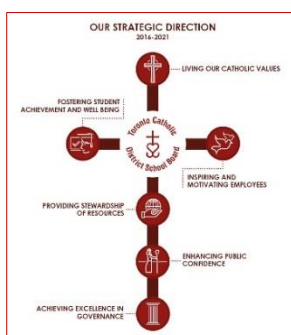 OUR STRATEGIC DIRECTION
2016-2021
LIVING OUR CATHOLIC VALUES
FOSTERING STUDENT
ACHIEVEMENT AND WELL BEING
Toronto Catholic
District School Board
INSPIRING AND
MOTIVATING EMPLOYEES
PROVIDING STEWARDSHIP
OF RESOURCES
ENHANCING PUBLIC
CONFIDENCE
ACHIEVING EXCELLENCE IN
GOVERNANCE